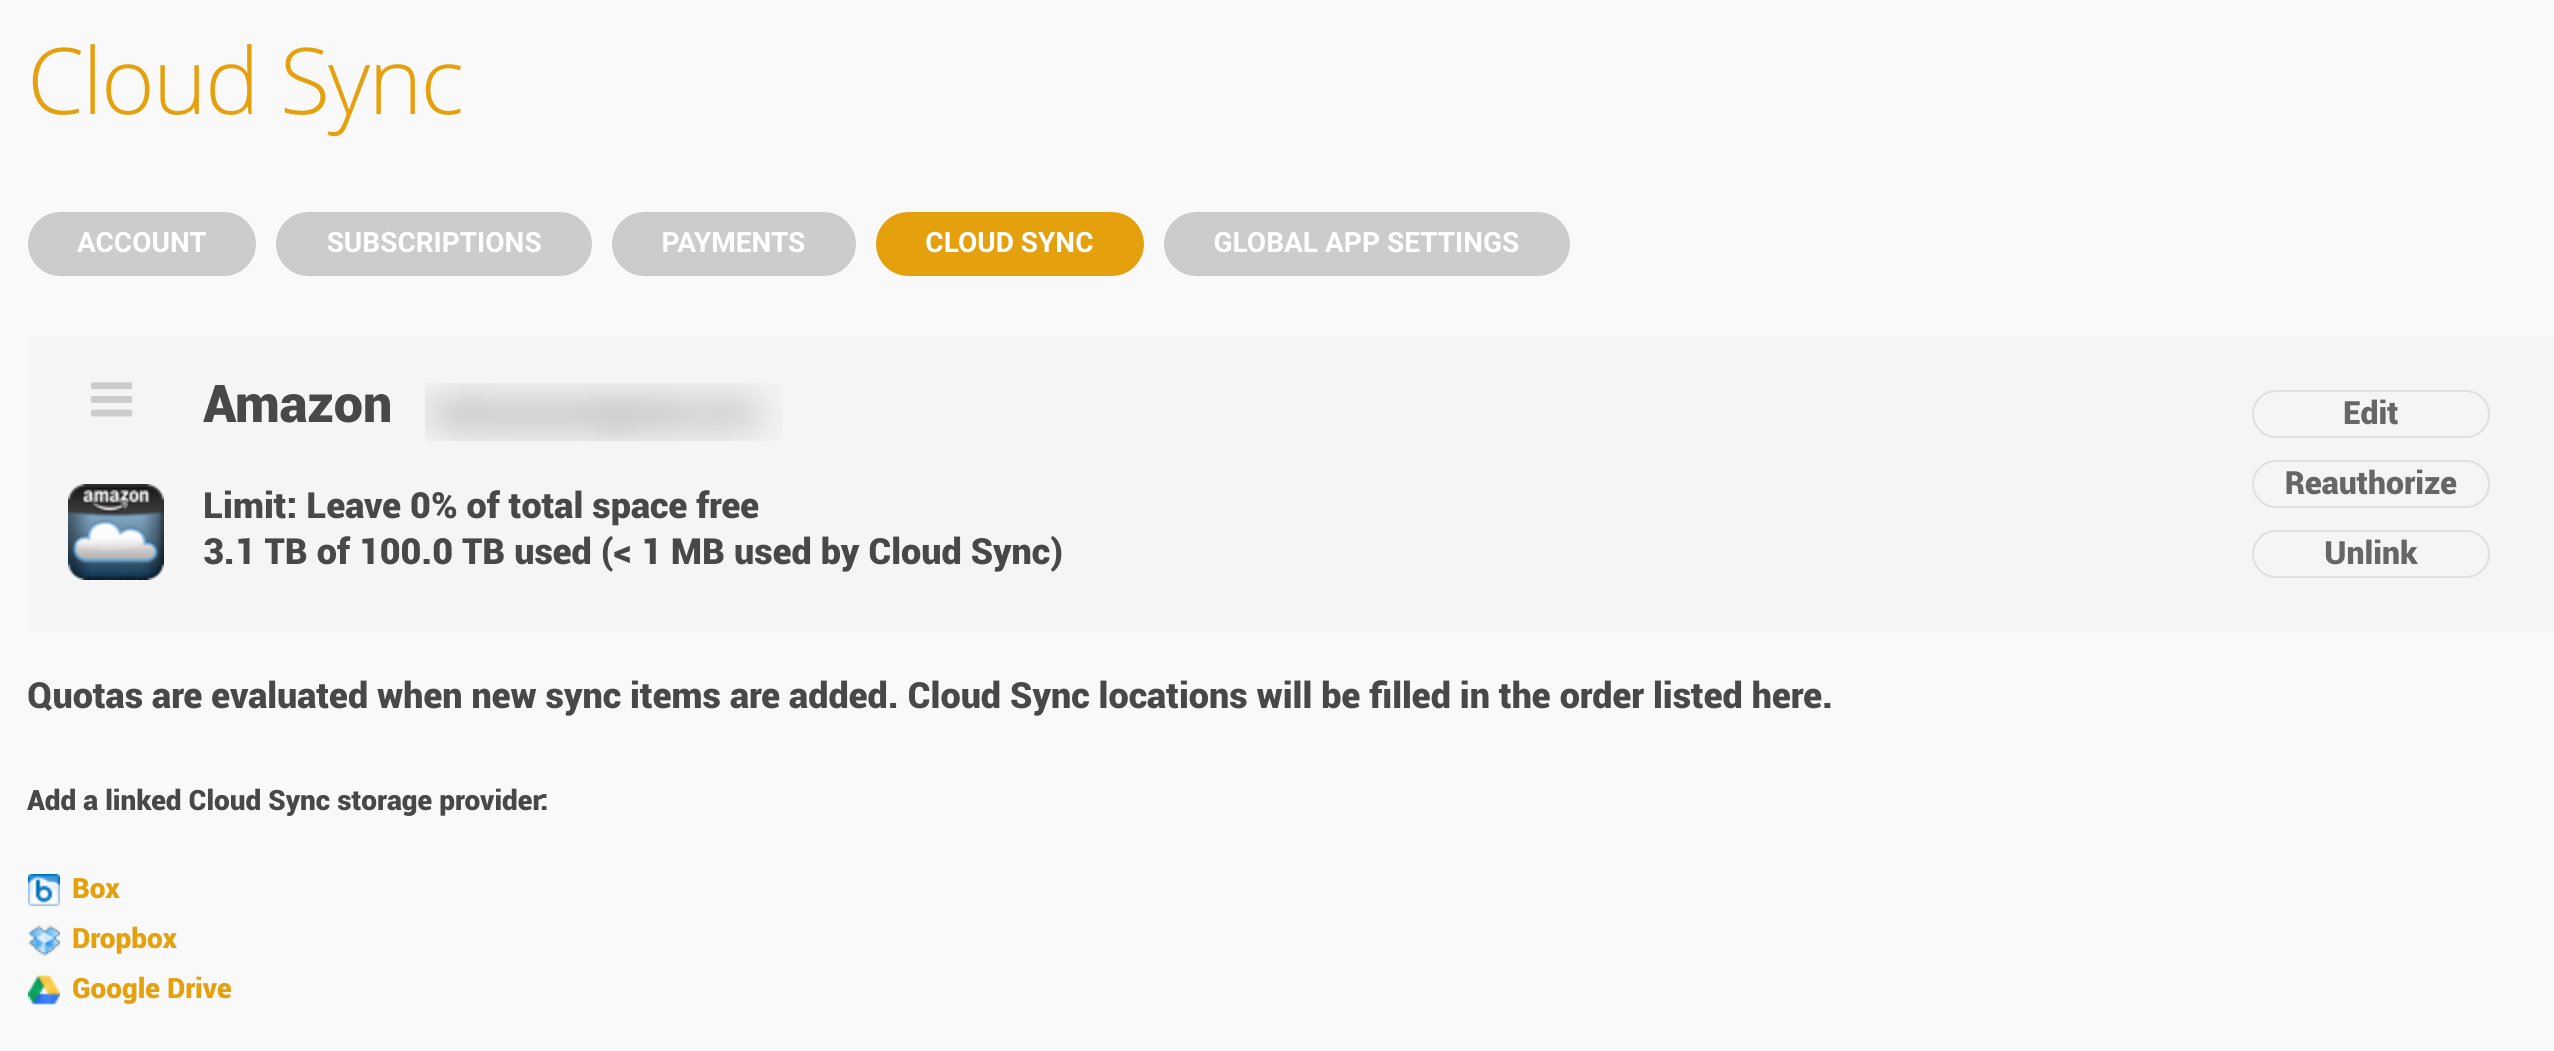 Cloud Sync
ACCOUNT SUBSCRIPTIONS PAYMENTS CLOUD SYNC GLOBAL APP SETTINGS
Amazon
Edit
amazon
Limit: Leave 0% of total space free
Reauthorize
3.1 TB of 100.0 TB used (< 1 MB used by Cloud Sync)
Unlink
Quotas are evaluated when new sync items are added. Cloud Sync locations will be filled in the order listed here.
Add a linked Cloud Sync storage provider:
b Box
Dropbox
Google Drive